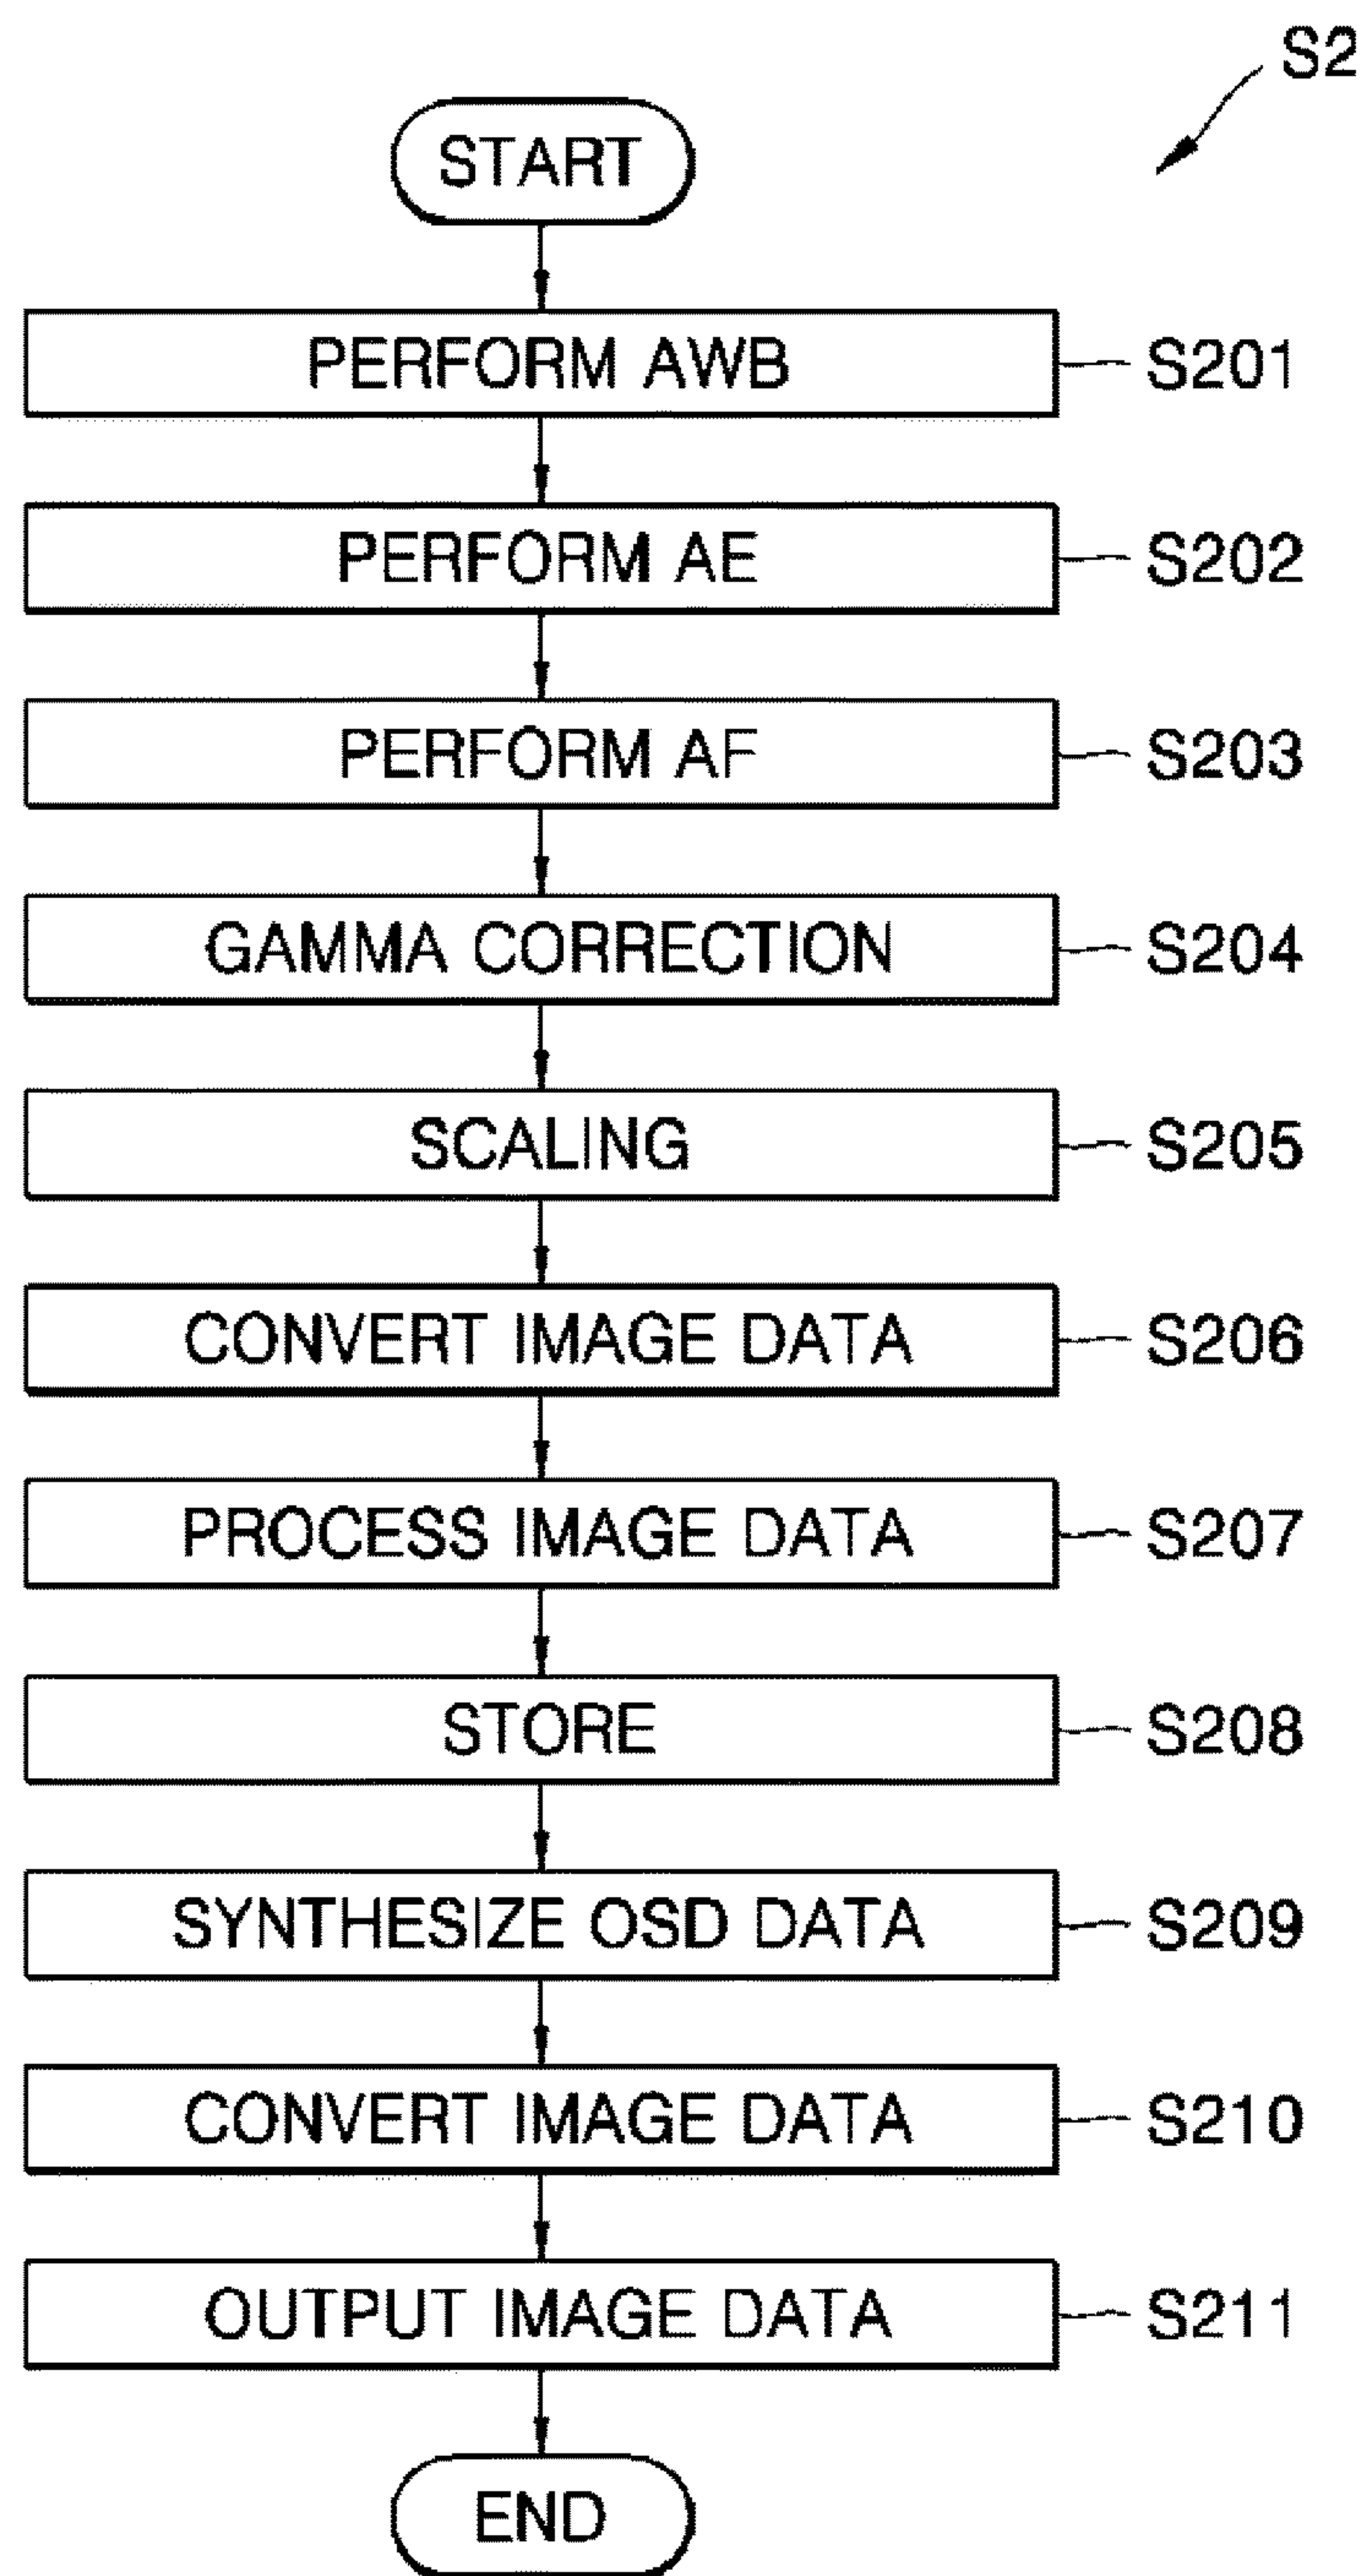 S2
START
PERFORM AWB S201
PERFORM AE S202
PERFORM AF S203
GAMMA CORRECTION S204
SCALING S205
CONVERT IMAGE DATA S206
PROCESS IMAGE DATA S207
STORE S208
SYNTHESIZE OSD DATA S209
CONVERT IMAGE DATA S210
OUTPUT IMAGE DATA S211
END